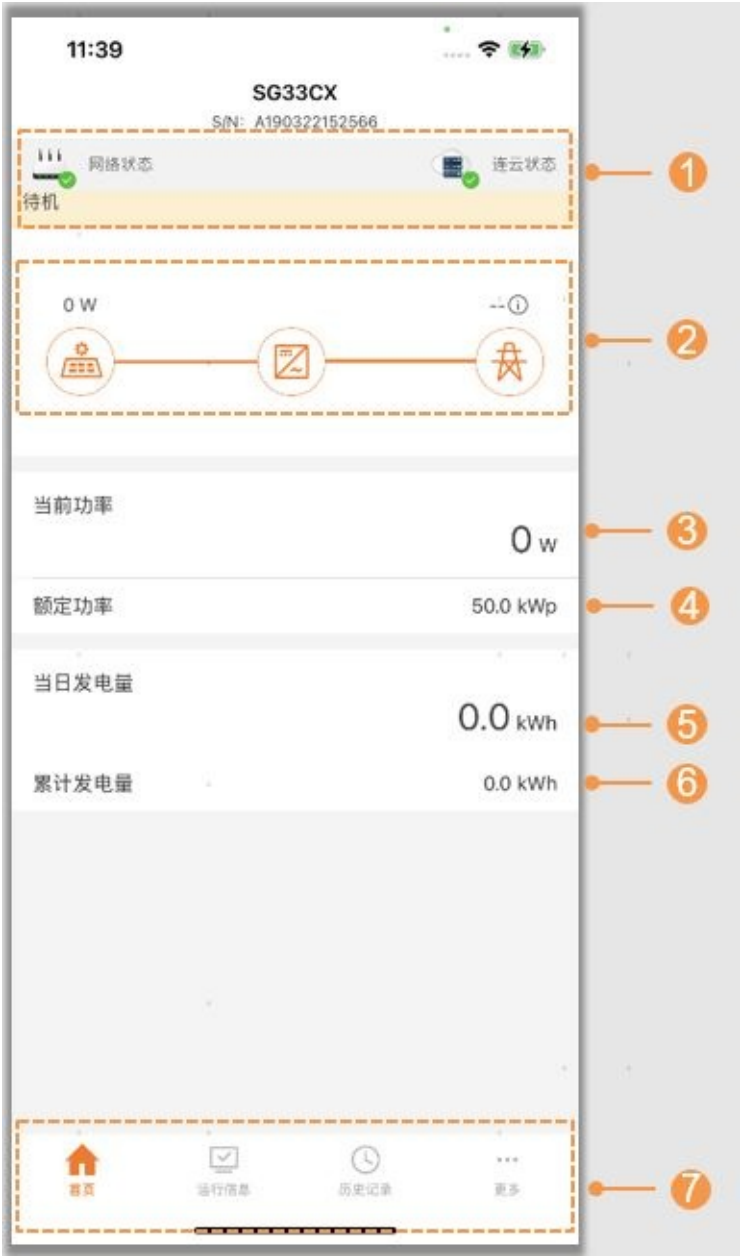 11:39
SG33CX
S/N: A190322152566
网络状态
连云状态
1
待机
0 W
--
2
当前功率
0 W
3
额定功率
50.0 kWp
4
当日发电量
0.0 kWh
5
累计发电量
0.0 kWh
6
首页
运行信息
历史记录
更多
7